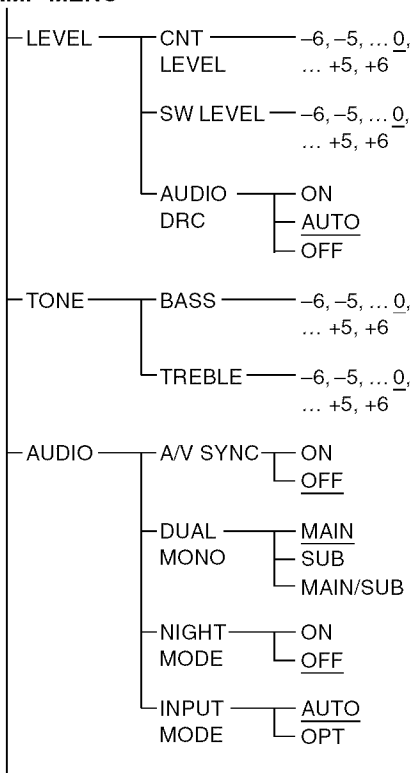 LEVEL CNT LEVEL –6, –5, … 0, … +5, +6
SW LEVEL –6, –5, … 0, … +5, +6
AUDIO DRC ON
AUTO
OFF
TONE BASS –6, –5, … 0, … +5, +6
TREBLE –6, –5, … 0, … +5, +6
AUDIO A/V SYNC ON
OFF
DUAL MONO MAIN
SUB
MAIN/SUB
NIGHT MODE ON
OFF
INPUT MODE AUTO
OPT